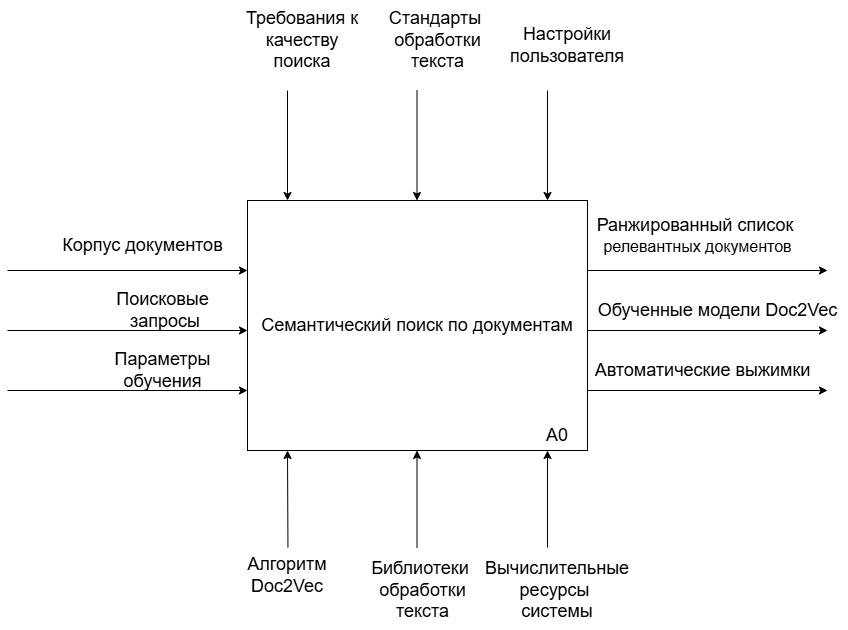 Требования к
качеству
поиска
Стандарты
обработки
текста
Настройки
пользователя
Корпус документов
Поисковые
запросы
Параметры
обучения
Семантический поиск по документам
A0
Ранжированный список
релевантных документов
Обученные модели Doc2Vec
Автоматические выжимки
Алгоритм
Doc2Vec
Библиотеки
обработки
текста
Вычислительные
ресурсы
системы